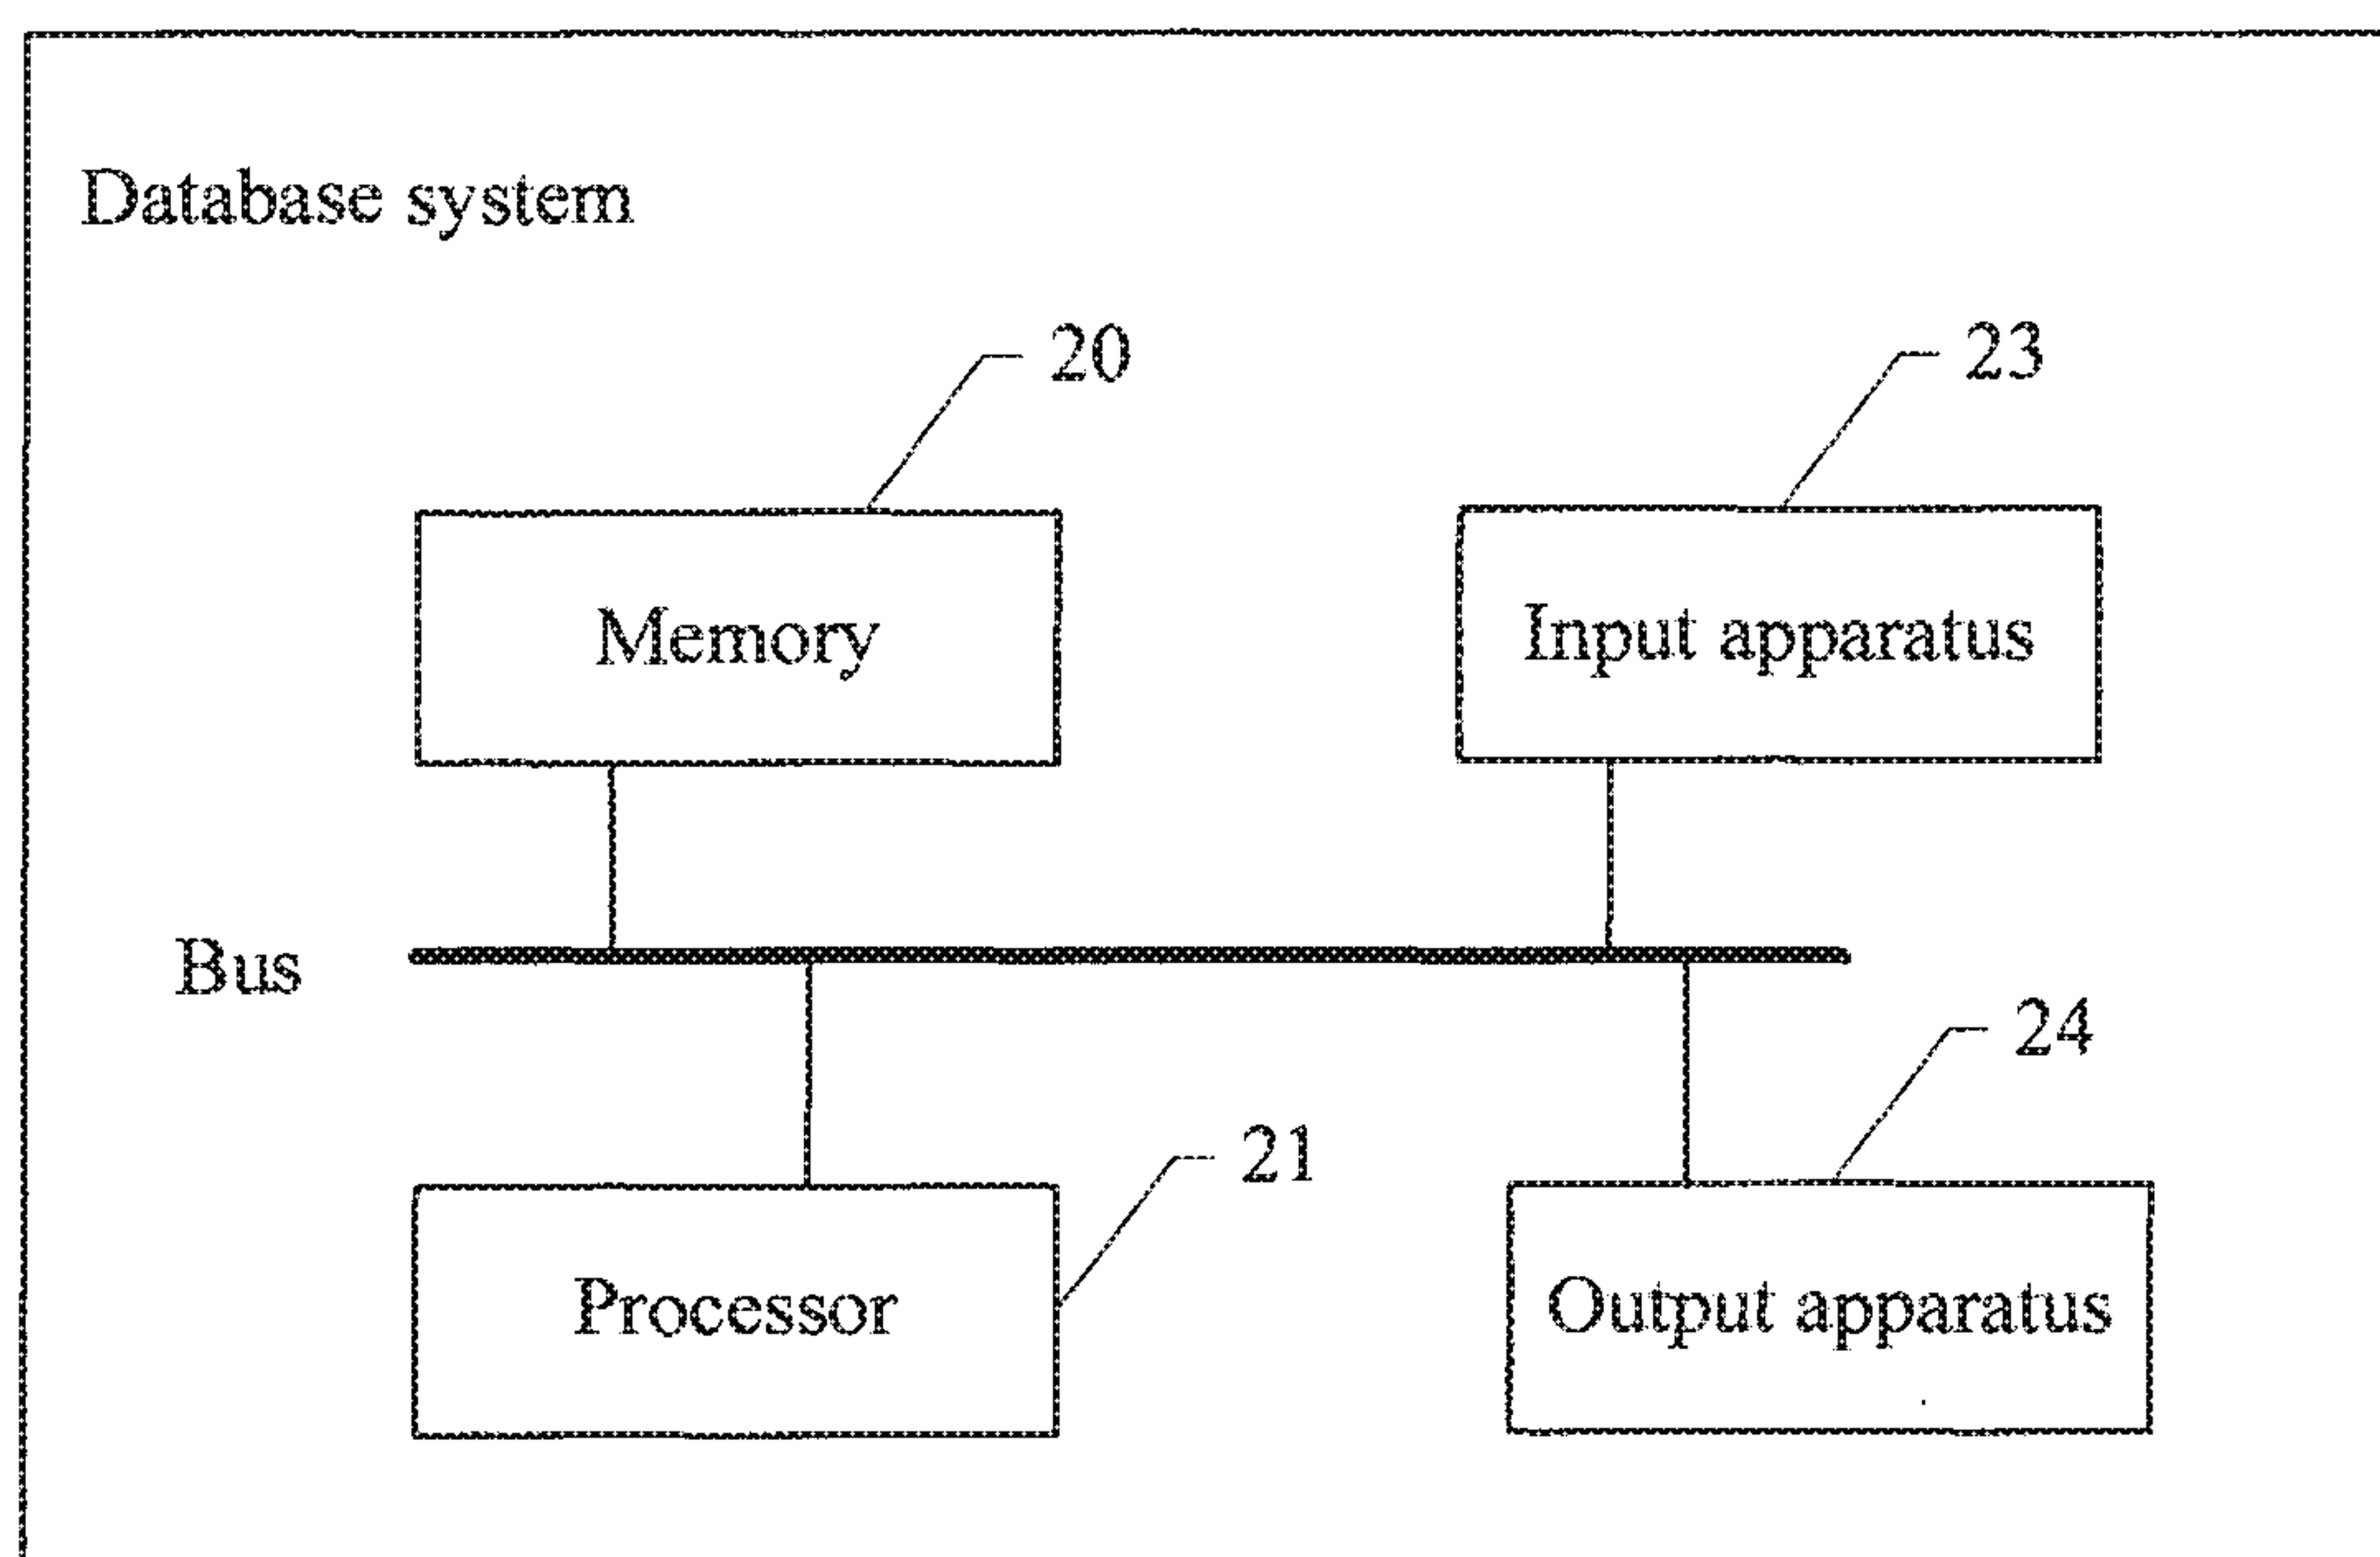 Database system
20
23
Memory
Input apparatus
Bus
24
21
Processor
Output apparatus